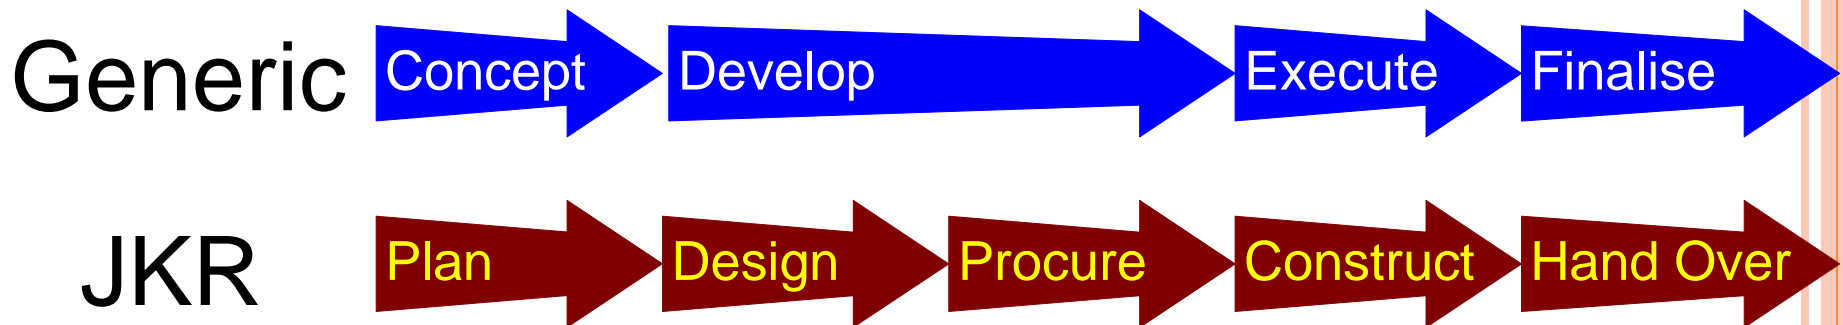 Generic Concept Develop Execute Finalise
JKR Plan Design Procure Construct Hand Over